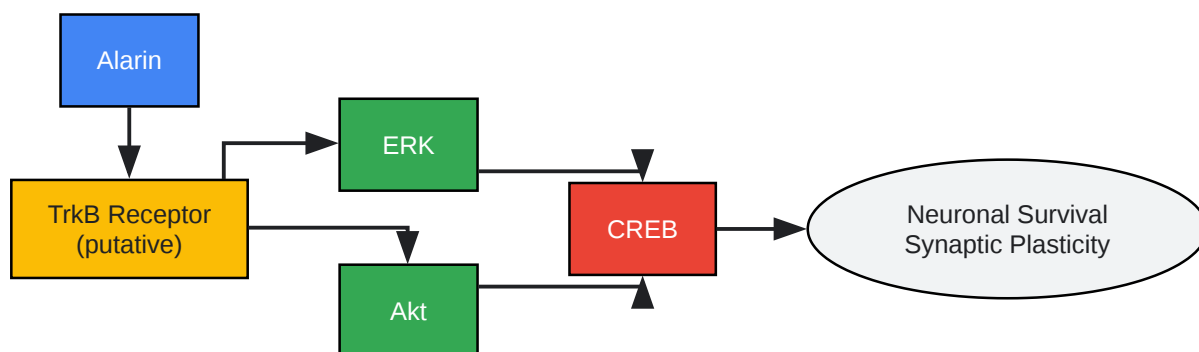 Alarin
TrkB Receptor
(putative)
ERK
Akt
CREB
Neuronal Survival
Synaptic Plasticity